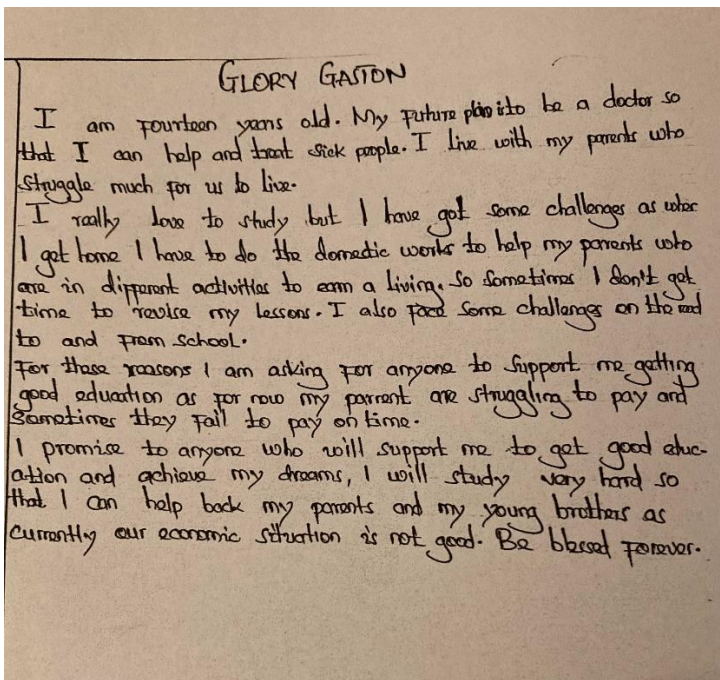 GLORY GASTON
I am fourteen years old. My future plan is to be a doctor so
that I can help and treat sick people. I live with my parents who
struggle much for us to live.
I really love to study but I have got some challenges as when
I get home I have to do the domestic works to help my parents who
are in different activities to earn a living. So sometimes I don't get
time to revise my lessons. I also face some challenges on the road
to and from school.
For these reasons I am asking for anyone to support me getting
good education as for now my parrent are struggling to pay and
sometimes they fail to pay on time.
I promise to anyone who will support me to get good educ-
ation and achieve my dreams, I will study very hard so
that I can help back my parents and my young brothers as
currently our economic situation is not good. Be blessed forever.